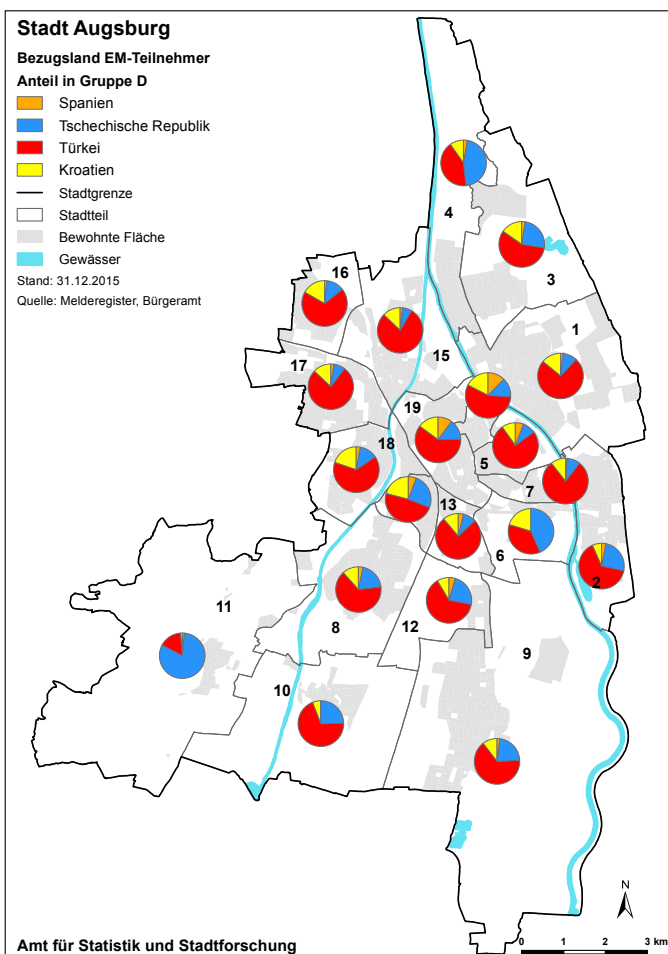 Stadt Augsburg
Bezugsland EM-Teilnehmer
Anteil in Gruppe D
Spanien
Tschechische Republik
Türkei
Kroatien
Stadtgrenze
Stadtteil
Bewohnte Fläche
Gewässer
Stand: 31.12.2015
Quelle: Melderegister, Bürgeramt
4
3
16
1
15
17
19
18
5
7
13
6
2
11
8
12
9
10
N
0 1 2 3 km
Amt für Statistik und Stadtforschung